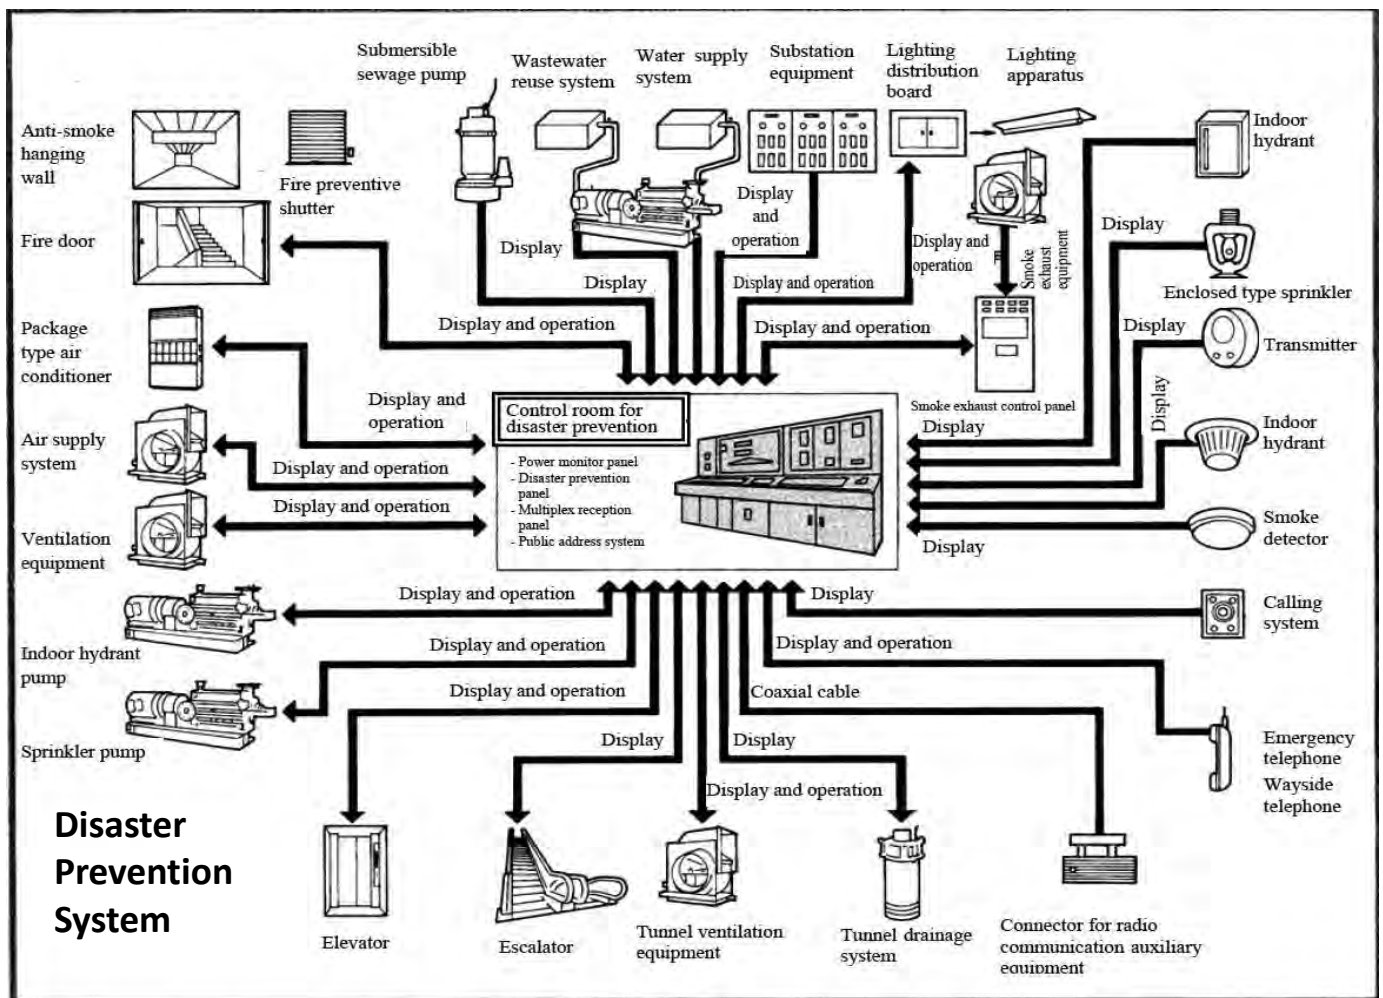 Submersible
sewage pump
Wastewater
reuse system
Water supply
system
Substation
equipment
Lighting
distribution
board
Lighting
apparatus
Anti-smoke
hanging
wall
Fire preventive
shutter
Indoor
hydrant
Fire door
Display
Display
Display
and
operation
Display and
operation
Smoke
exhaust
equipment
Display
Enclosed type sprinkler
Display and operation
Display and operation
Display and operation
Display
Transmitter
Package
type air
conditioner
Smoke exhaust control panel
Display and
operation
Control room for
disaster prevention
- Power monitor panel
- Disaster prevention
panel
- Multiplex reception
panel
- Public address system
Display
Display
Indoor
hydrant
Air supply
system
Display and operation
Display and operation
Ventilation
equipment
Display
Smoke
detector
Display and operation
Display
Calling
system
Indoor hydrant
pump
Display and operation
Display and operation
Display and operation
Coaxial cable
Sprinkler pump
Display
Display
Display and operation
Emergency
telephone
Wayside
telephone
Disaster
Prevention
System
Elevator
Escalator
Tunnel ventilation
equipment
Tunnel drainage
system
Connector for radio
communication auxiliary
equipment